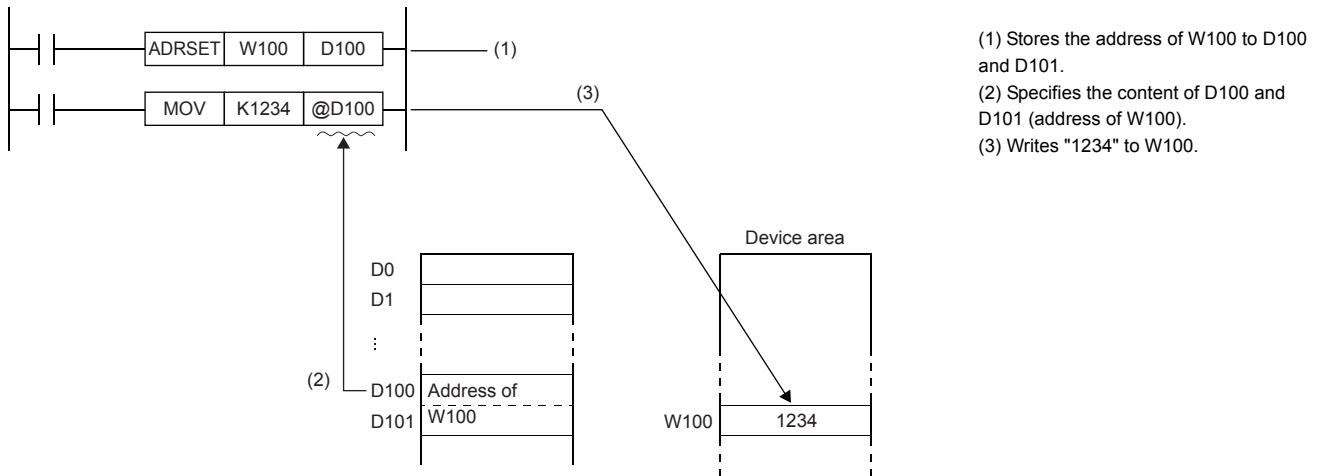 ADRSET W100 D100
(1)
MOV K1234 @D100
(3)
(1) Stores the address of W100 to D100
and D101.
(2) Specifies the content of D100 and
D101 (address of W100).
(3) Writes "1234" to W100.
Device area
D0
D1
⋮
(2)
D100 Address of
D101 W100
W100 1234